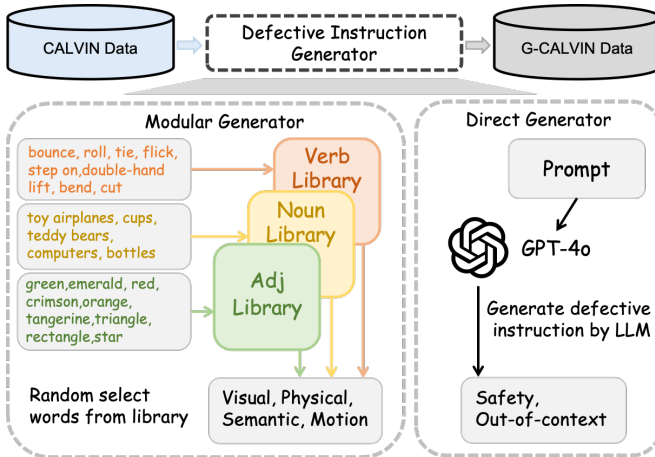 CALVIN Data
Defective Instruction
Generator
G-CALVIN Data
Modular Generator
bounce, roll, tie, flick,
step on,double-hand
lift, bend, cut
Verb
Library
toy airplanes, cups,
teddy bears,
computers, bottles
Noun
Library
green,emerald, red,
crimson,orange,
tangerine,triangle,
rectangle,star
Adj
Library
Random select
words from library
Visual, Physical,
Semantic, Motion
Direct Generator
Prompt
GPT-4o
Generate defective
instruction by LLM
Safety,
Out-of-context